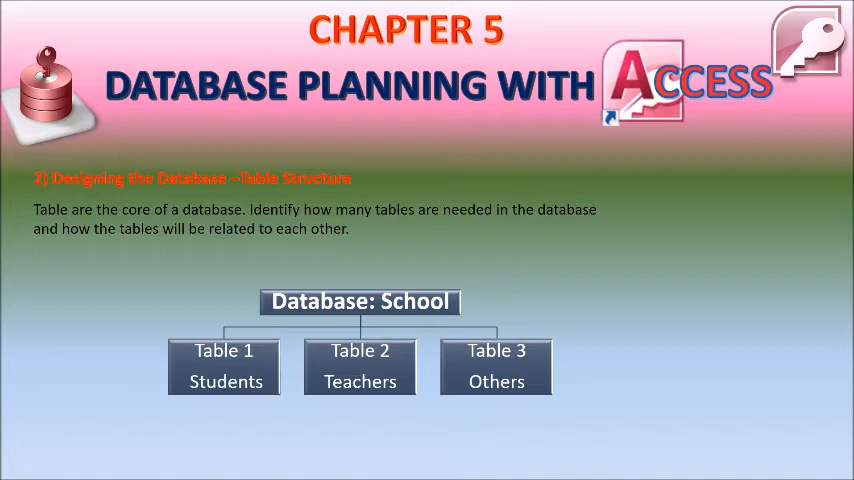 CHAPTER 5
DATABASE PLANNING WITH ACCESS
2) Designing the Database –Table Structure
Table are the core of a database. Identify how many tables are needed in the database
and how the tables will be related to each other.
Database: School
Table 1
Students
Table 2
Teachers
Table 3
Others